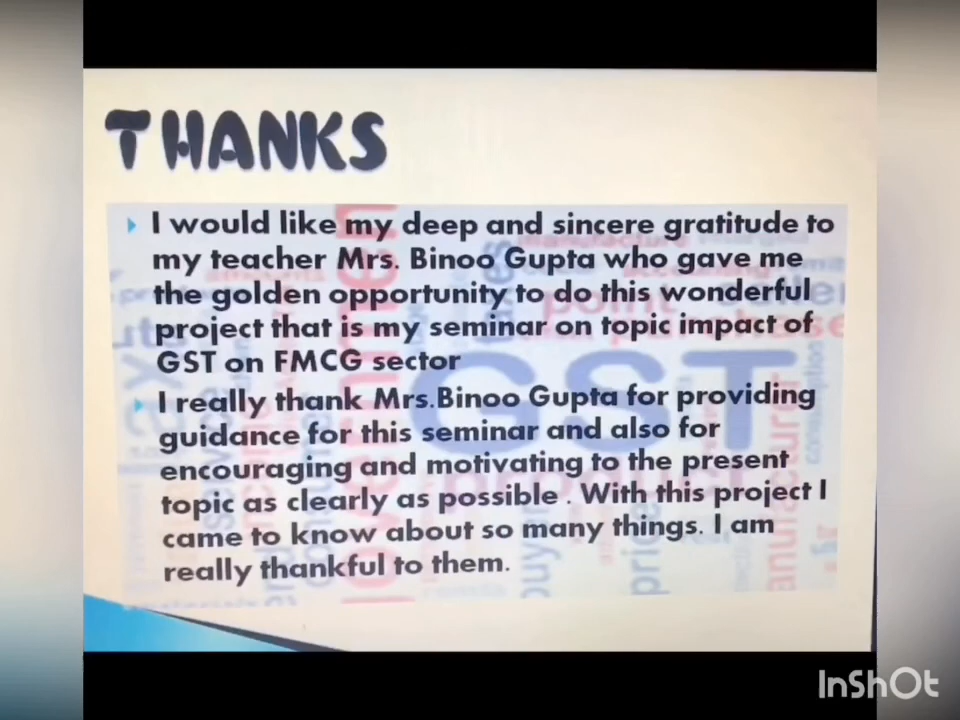 THANKS
I would like my deep and sincere gratitude to
my teacher Mrs. Binoo Gupta who gave me
the golden opportunity to do this wonderful
project that is my seminar on topic impact of
GST on FMCG sector
I really thank Mrs.Binoo Gupta for providing
guidance for this seminar and also for
encouraging and motivating to the present
topic as clearly as possible . With this project I
came to know about so many things. I am
really thankful to them.
GST
InShOt